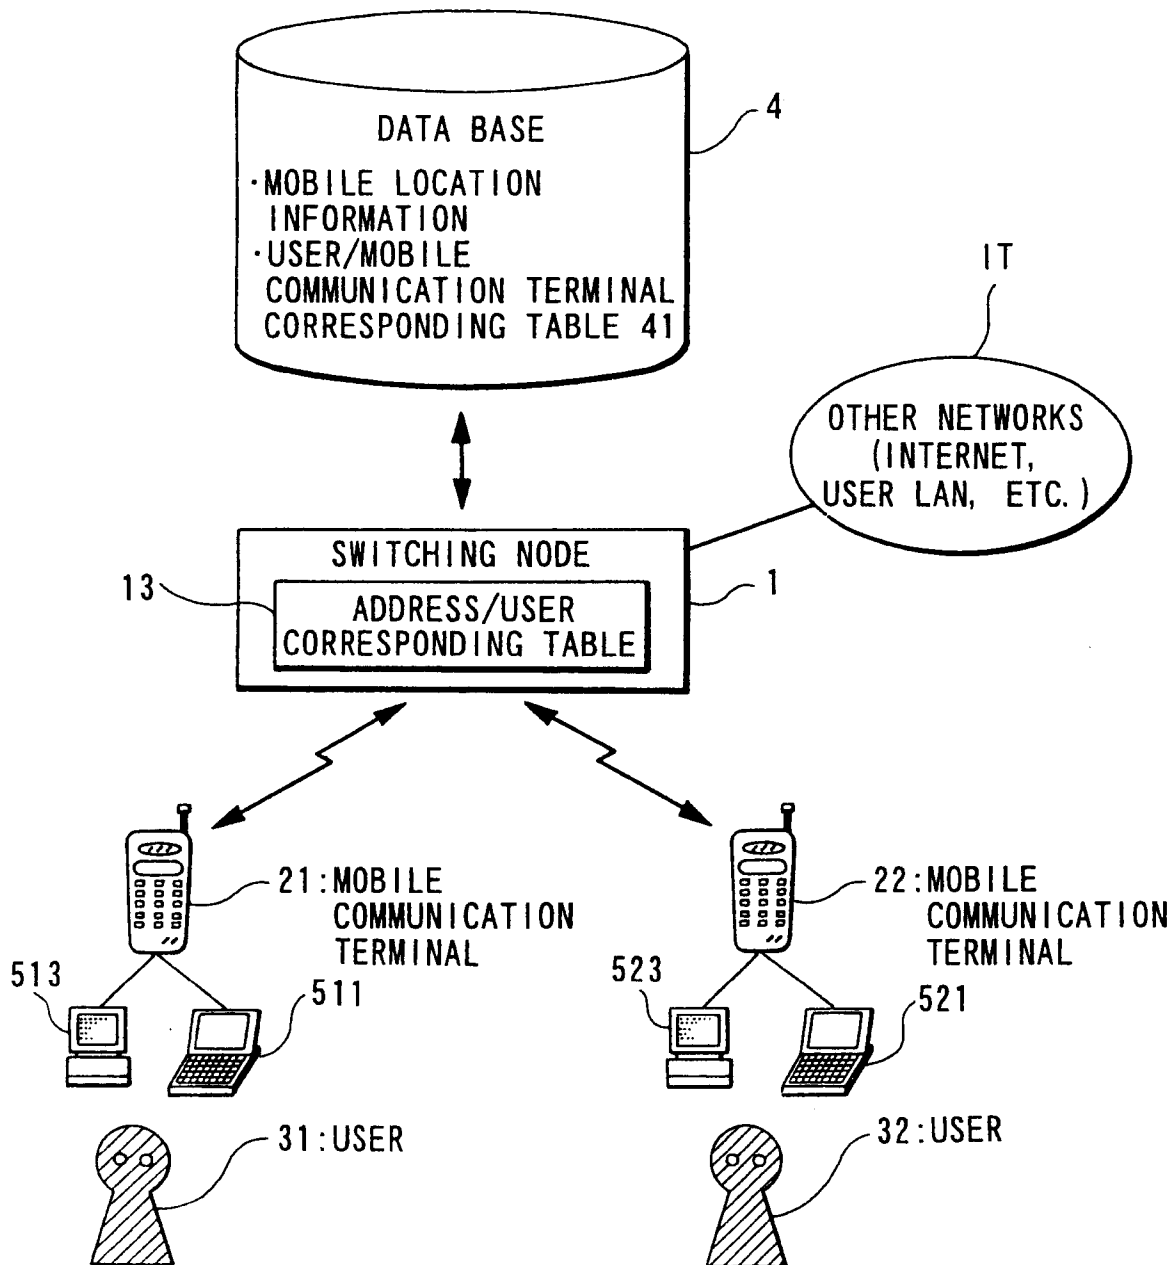 DATA BASE
4
·MOBILE LOCATION
INFORMATION
·USER/MOBILE
COMMUNICATION TERMINAL
CORRESPONDING TABLE 41
IT
OTHER NETWORKS
(INTERNET,
USER LAN, ETC.)
SWITCHING NODE
13
1
ADDRESS/USER
CORRESPONDING TABLE
21:MOBILE
COMMUNICATION
TERMINAL
22:MOBILE
COMMUNICATION
TERMINAL
513
511
523
521
31:USER
32:USER